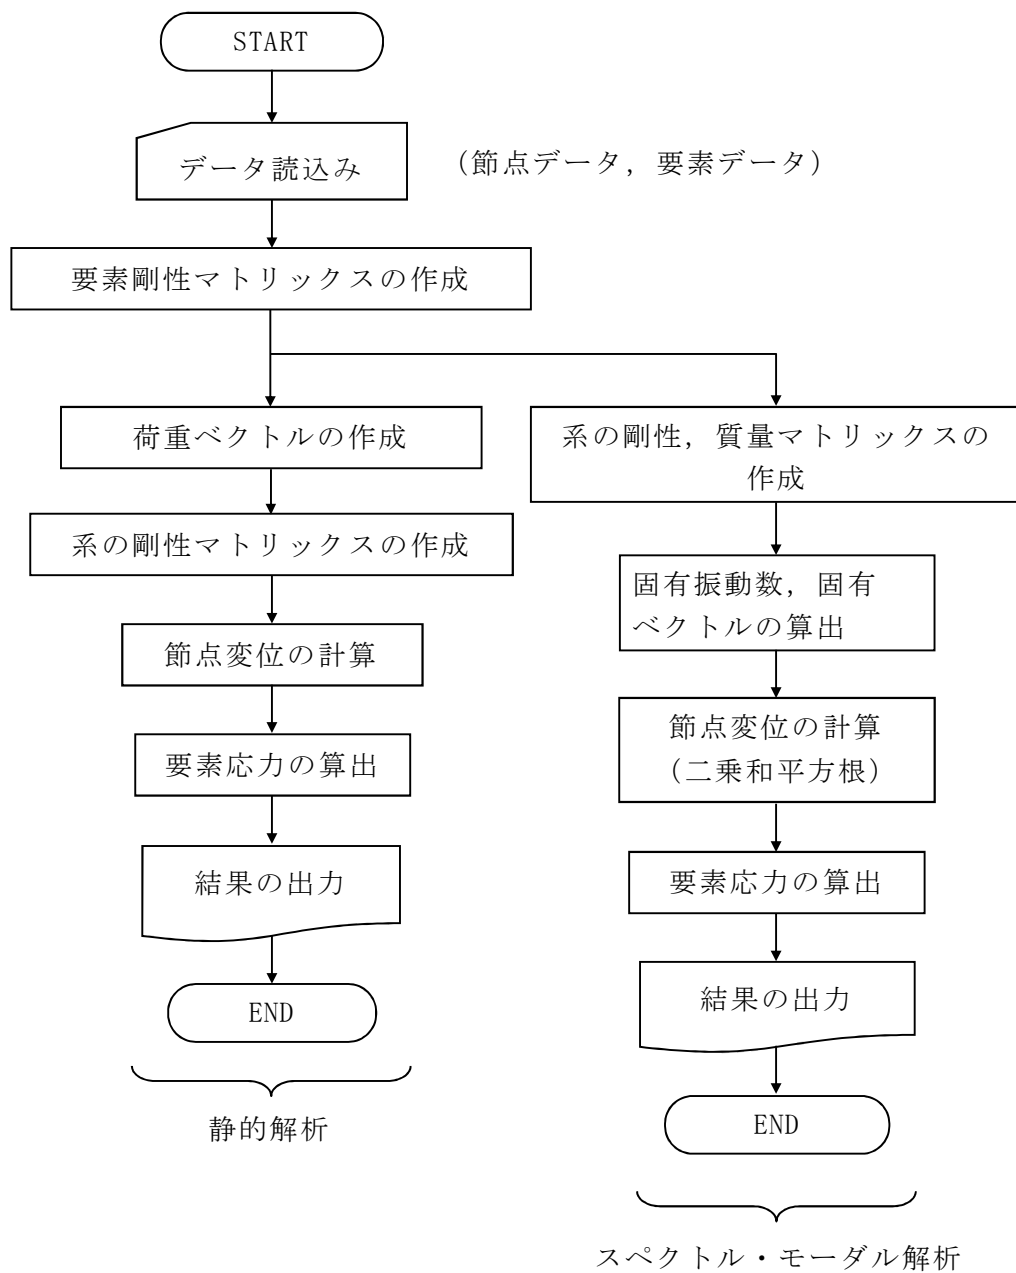 START
データ読込み
(節点データ，要素データ)
要素剛性マトリックスの作成
荷重ベクトルの作成
系の剛性マトリックスの作成
節点変位の計算
要素応力の算出
結果の出力
END
静的解析
系の剛性，質量マトリックスの
作成
固有振動数，固有
ベクトルの算出
節点変位の計算
(二乗和平方根)
要素応力の算出
結果の出力
END
スペクトル・モーダル解析